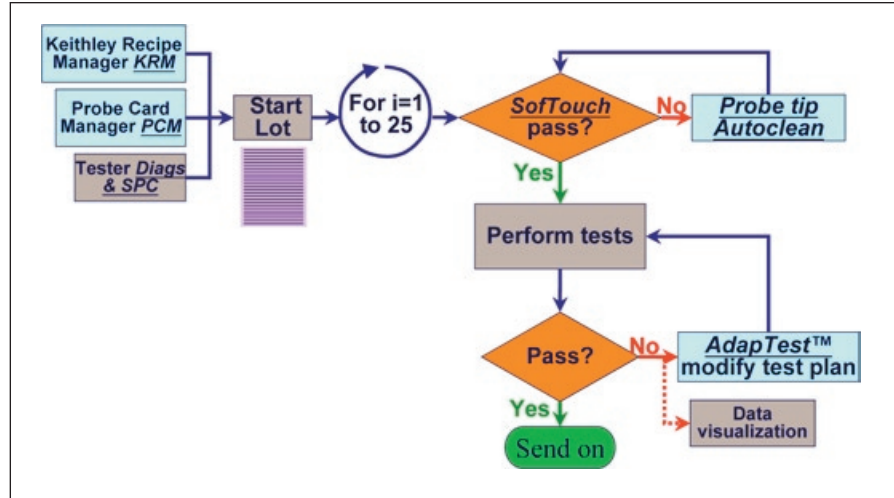 Keithley Recipe
Manager KRM
Probe Card
Manager PCM
Tester Diags
& SPC
Start
Lot
For i=1
to 25
SofTouch
pass?
No
Probe tip
Autoclean
Yes
Perform tests
Pass?
No
AdapTest™
modify test plan
Yes
Data
visualization
Send on